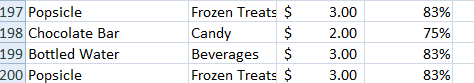 197 Popsicle Frozen Treats $ 3.00 83%
198 Chocolate Bar Candy $ 2.00 75%
199 Bottled Water Beverages $ 3.00 83%
200 Popsicle Frozen Treats $ 3.00 83%